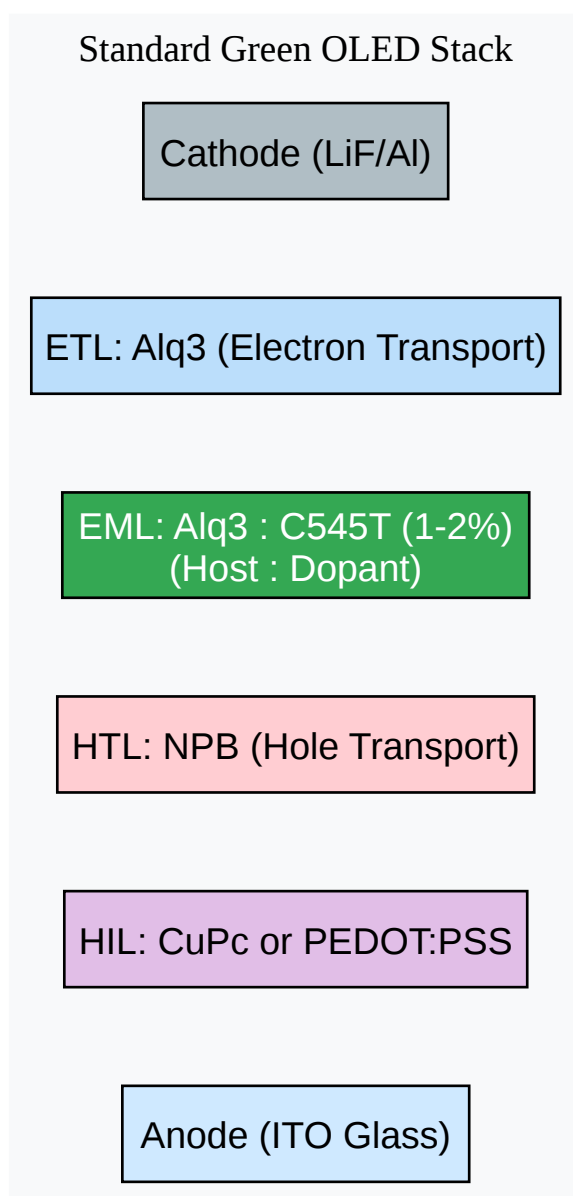 Standard Green OLED Stack
Cathode (LiF/Al)
ETL: Alq3 (Electron Transport)
EML: Alq3 : C545T (1-2%)
(Host : Dopant)
HTL: NPB (Hole Transport)
HIL: CuPc or PEDOT:PSS
Anode (ITO Glass)